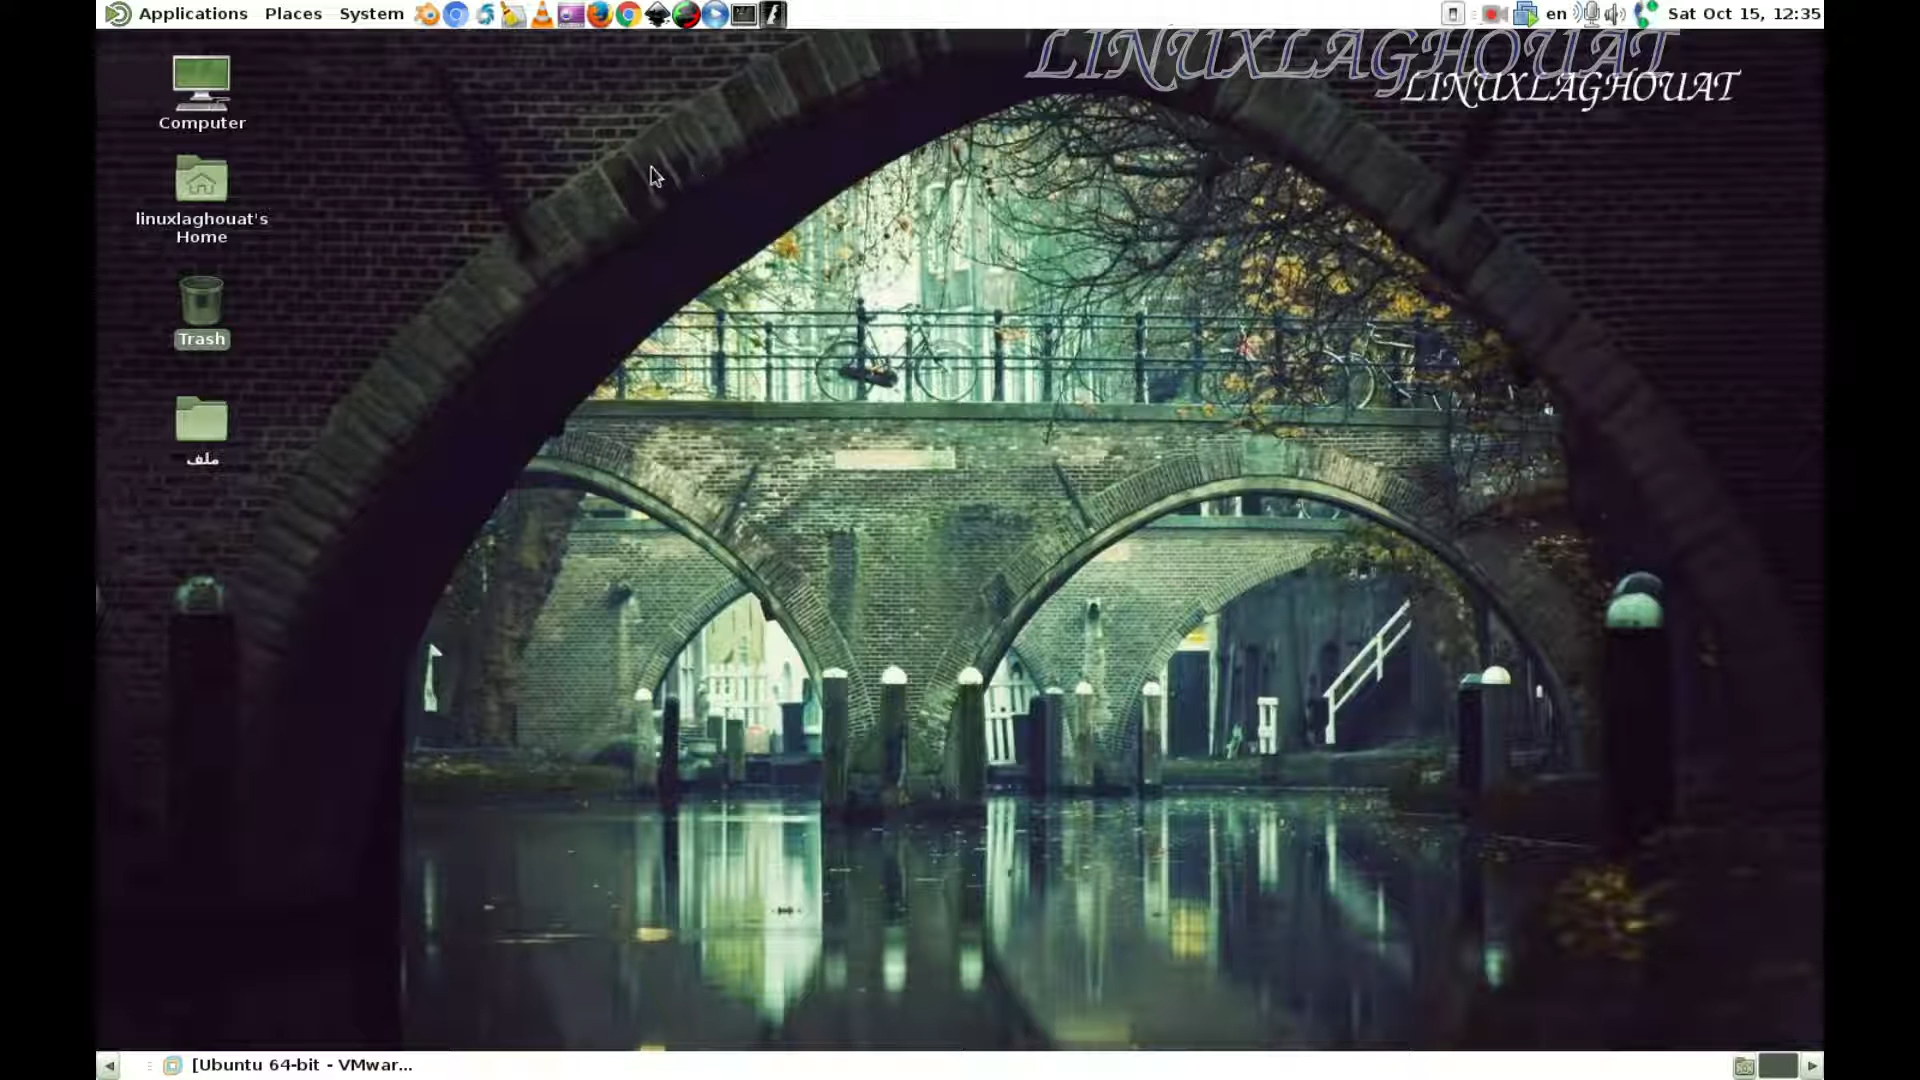 Applications Places System en Sat Oct 15, 12:35
LINUXLAGHOUAT
LINUXLAGHOUAT
Computer
linuxlaghouat's
Home
Trash
ملف
[Ubuntu 64-bit - VMwar...